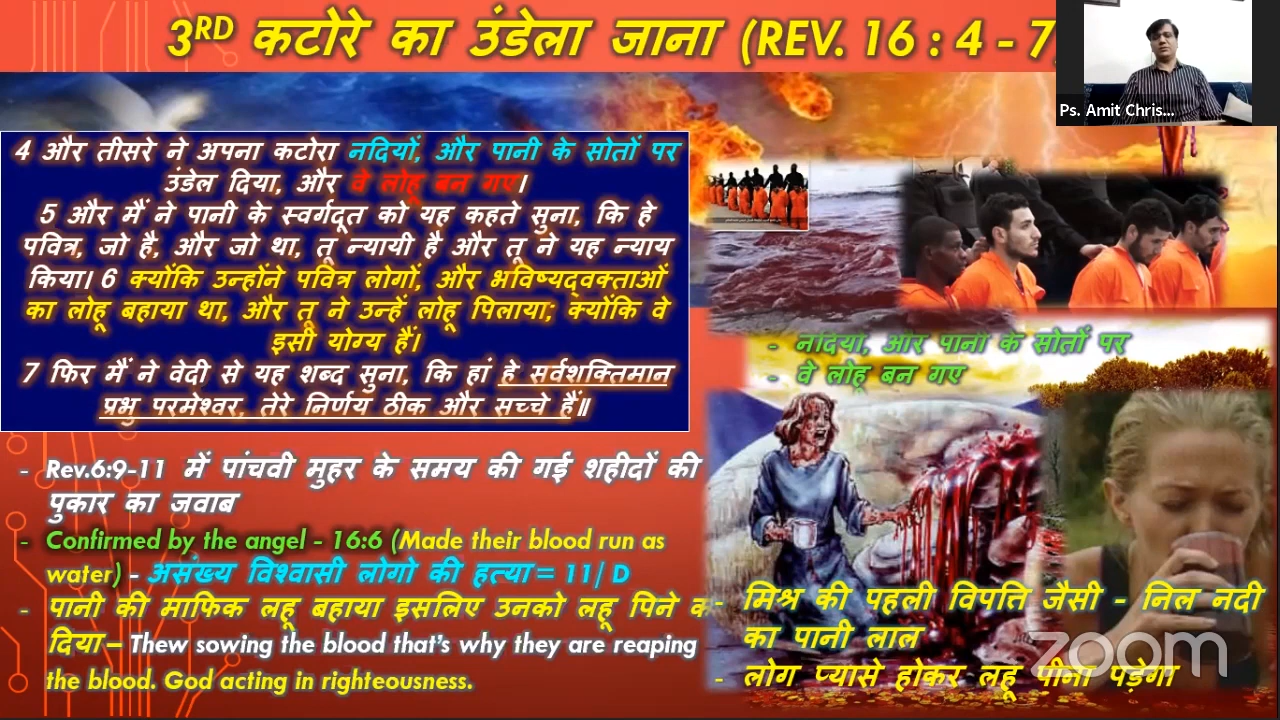 3RD कटोरे का उंडेला जाना (REV. 16 : 4 - 7
Ps. Amit Chris...
4 और तीसरे ने अपना कटोरा नदियों, और पानी के सोतों पर
उंडेल दिया, और वे लोहू बन गए।
5 और मैं ने पानी के स्वर्गदूत को यह कहते सुना, कि हे
पवित्र, जो है, और जो था, तू न्यायी है और तू ने यह न्याय
किया। 6 क्योंकि उन्होंने पवित्र लोगों, और भविष्यद्वक्ताओं
का लोहू बहाया था, और तू ने उन्हें लोहू पिलाया; क्योंकि वे
इसी योग्य हैं।
7 फिर मैं ने वेदी से यह शब्द सुना, कि हां हे सर्वशक्तिमान
प्रभु परमेश्वर, तेरे निर्णय ठीक और सच्चे हैं॥
- Rev.6:9-11 में पांचवी मुहर के समय की गई शहीदों की
पुकार का जवाब
- Confirmed by the angel - 16:6 (Made their blood run as
water) - असंख्य विश्वासी लोगो की हत्या = 11/ D
- पानी की माफिक लहू बहाया इसलिए उनको लहू पिने क
दिया – Thew sowing the blood that's why they are reaping
the blood. God acting in righteousness.
- नदियों, और पानी के सोतों पर
- वे लोहू बन गए
- मिश्र की पहली विपति जैसी - निल नदी
का पानी लाल
- लोग प्यासे होकर लहू पीना पड़ेगा
zoom